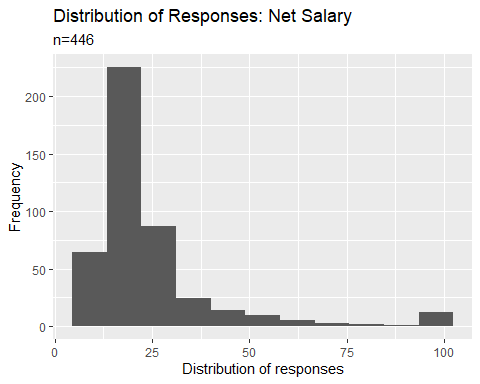 Distribution of Responses: Net Salary
n=446
Frequency
200
150
100
50
0
0 25 50 75 100
Distribution of responses